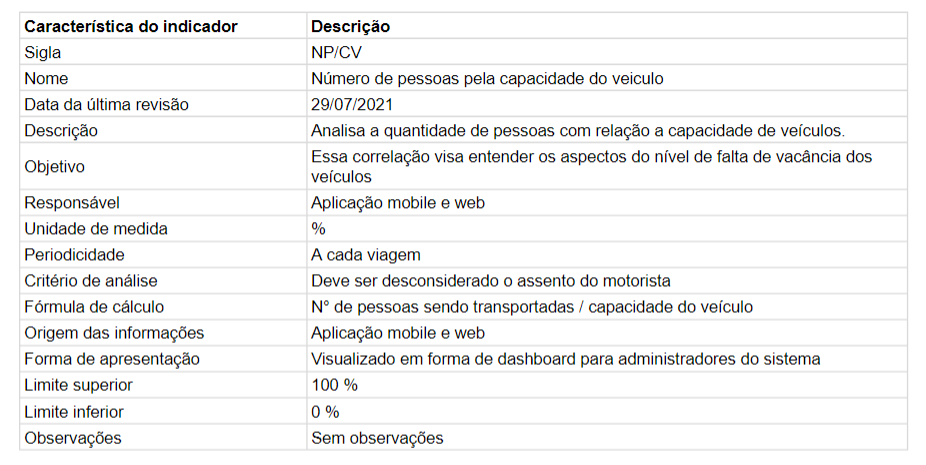 Característica do indicador Descrição
Sigla NP/CV
Nome Número de pessoas pela capacidade do veiculo
Data da última revisão 29/07/2021
Descrição Analisa a quantidade de pessoas com relação a capacidade de veículos.
Objetivo Essa correlação visa entender os aspectos do nível de falta de vacância dos
veículos
Responsável Aplicação mobile e web
Unidade de medida %
Periodicidade A cada viagem
Critério de análise Deve ser desconsiderado o assento do motorista
Fórmula de cálculo N° de pessoas sendo transportadas / capacidade do veículo
Origem das informações Aplicação mobile e web
Forma de apresentação Visualizado em forma de dashboard para administradores do sistema
Limite superior 100 %
Limite inferior 0 %
Observações Sem observações